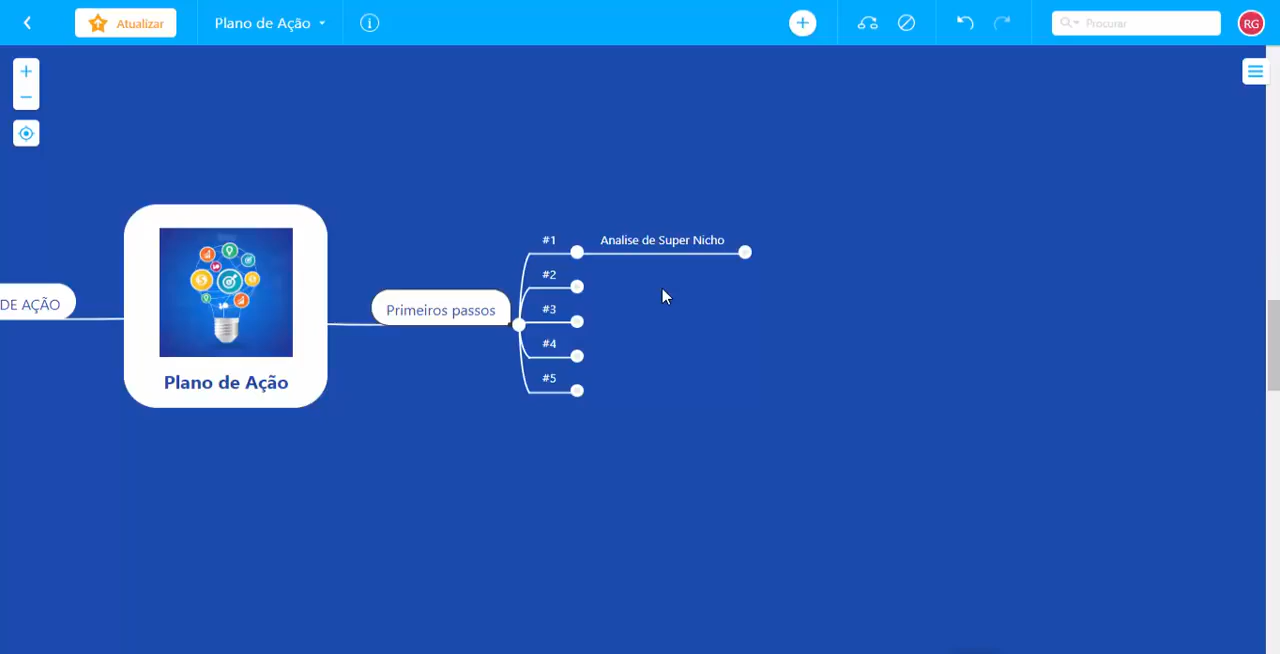 Atualizar
Plano de Ação
Procurar
RG
DE AÇÃO
Plano de Ação
Primeiros passos
#1
Analise de Super Nicho
#2
#3
#4
#5